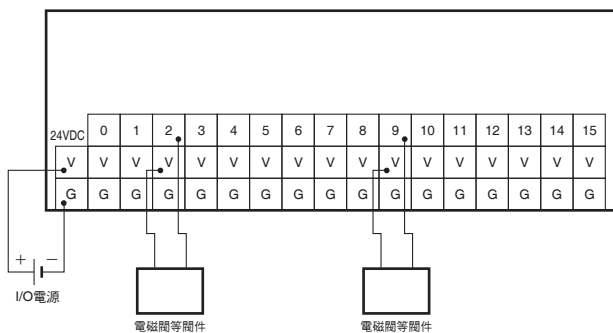 0 1 2 3 4 5 6 7 8 9 10 11 12 13 14 15
24VDC
V V V V V V V V V V V V V V V V V
G G G G G G G G G G G G G G G G G
+ −
I/O電源
電磁閥等閥件 電磁閥等閥件